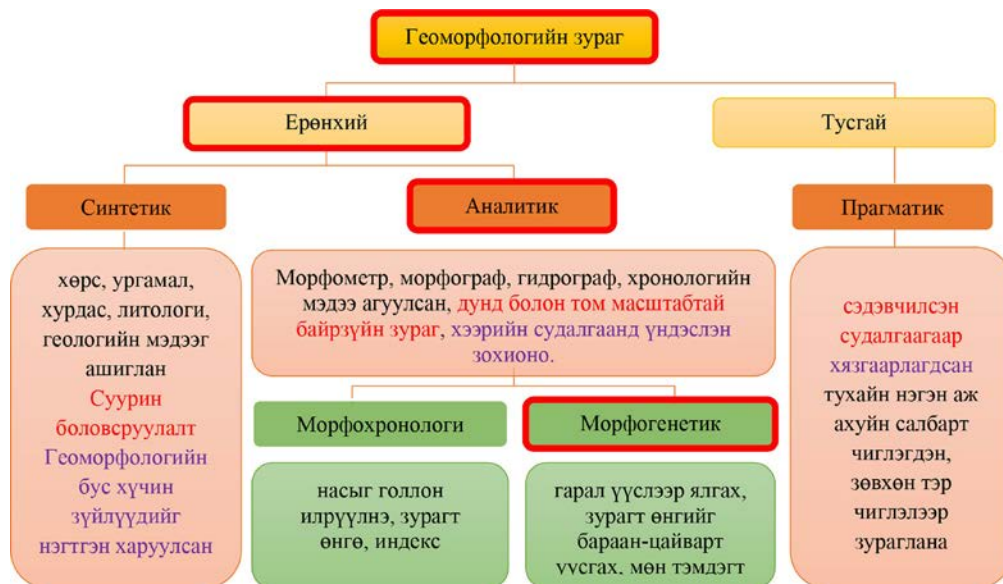 Геоморфологийн зураг
Ерөнхий
Тусгай
Синтетик
Аналитик
Прагматик
хөрс, ургамал,
хурдас, литологи,
геологийн мэдээг
ашиглан
Суурин
боловсруулалт
Геоморфологийн
бус хүчин
зүйлүүдийг
нэгтгэн харуулсан
Морфометр, морфограф, гидрограф, хронологийн
мэдээ агуулсан, дунд болон том масштабтай
байрзүйн зураг, хээрийн судалгаанд үндэслэн
зохионо.
сэдэвчилсэн
судалгаагаар
хязгаарлагдсан
тухайн нэгэн аж
ахуйн салбарт
чиглэгдэн,
зөвхөн тэр
чиглэлээр
зураглана
Морфохронологи
Морфогенетик
насыг голлон
илрүүлнэ, зурагт
өнгө, индекс
гарал үүслээр ялгах,
зурагт өнгийг
бараан-цайварт
уусгах, мөн тэмдэгт